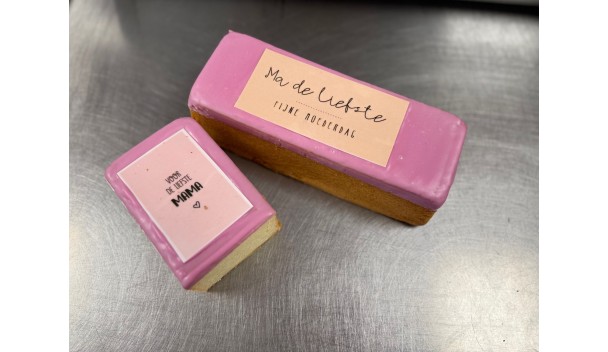 Ma de liefste
FIJNE MOEDERDAG
VOOR
DE LIEFSTE
MAMA